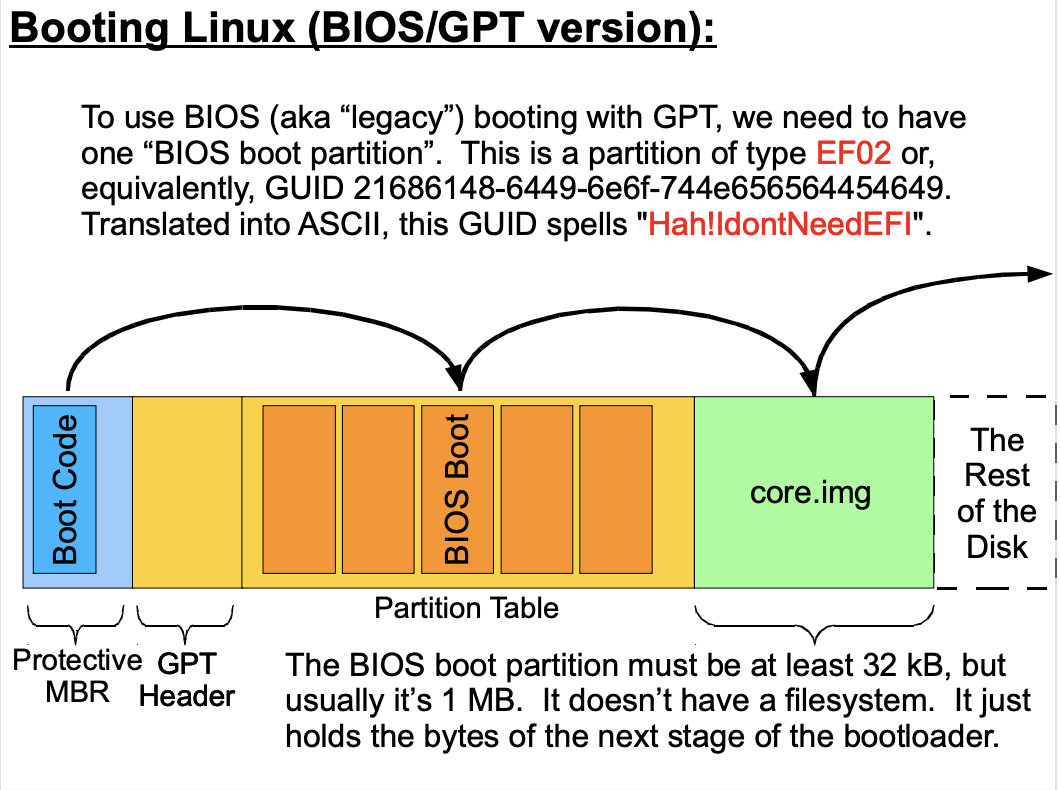 Booting Linux (BIOS/GPT version):
To use BIOS (aka “legacy”) booting with GPT, we need to have
one “BIOS boot partition”.  This is a partition of type EF02 or,
equivalently, GUID 21686148-6449-6e6f-744e656564454649.
Translated into ASCII, this GUID spells "Hah!IdontNeedEFI".
Boot Code
BIOS Boot
core.img
The
Rest
of the
Disk
Partition Table
Protective
MBR
GPT
Header
The BIOS boot partition must be at least 32 kB, but
usually it’s 1 MB.  It doesn’t have a filesystem.  It just
holds the bytes of the next stage of the bootloader.